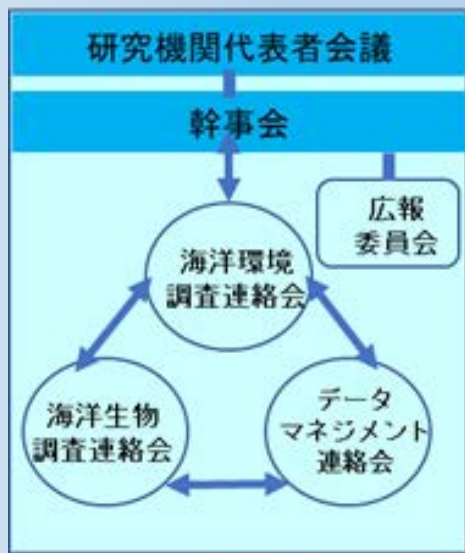 研究機関代表者会議
幹事会
広報
委員会
海洋環境
調査連絡会
海洋生物
調査連絡会
データ
マネジメント
連絡会